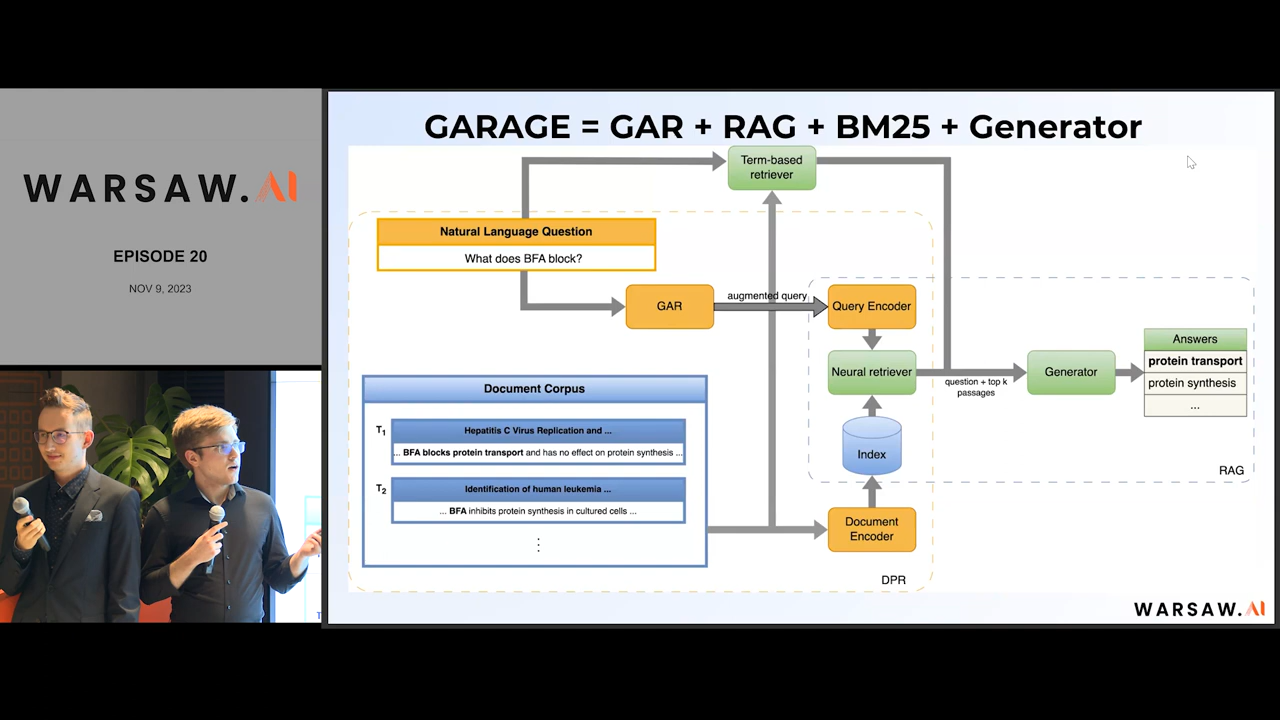 WARSAW.AI
EPISODE 20
NOV 9, 2023
GARAGE = GAR + RAG + BM25 + Generator
Term-based
retriever
Natural Language Question
What does BFA block?
GAR
augmented query
Query Encoder
Neural retriever
question + top k
passages
Generator
Answers
protein transport
protein synthesis
...
Document Corpus
T1
Hepatitis C Virus Replication and ...
... BFA blocks protein transport and has no effect on protein synthesis ...
T2
Identification of human leukemia ...
... BFA inhibits protein synthesis in cultured cells ...
⋮
Index
RAG
Document
Encoder
DPR
WARSAW.AI
T